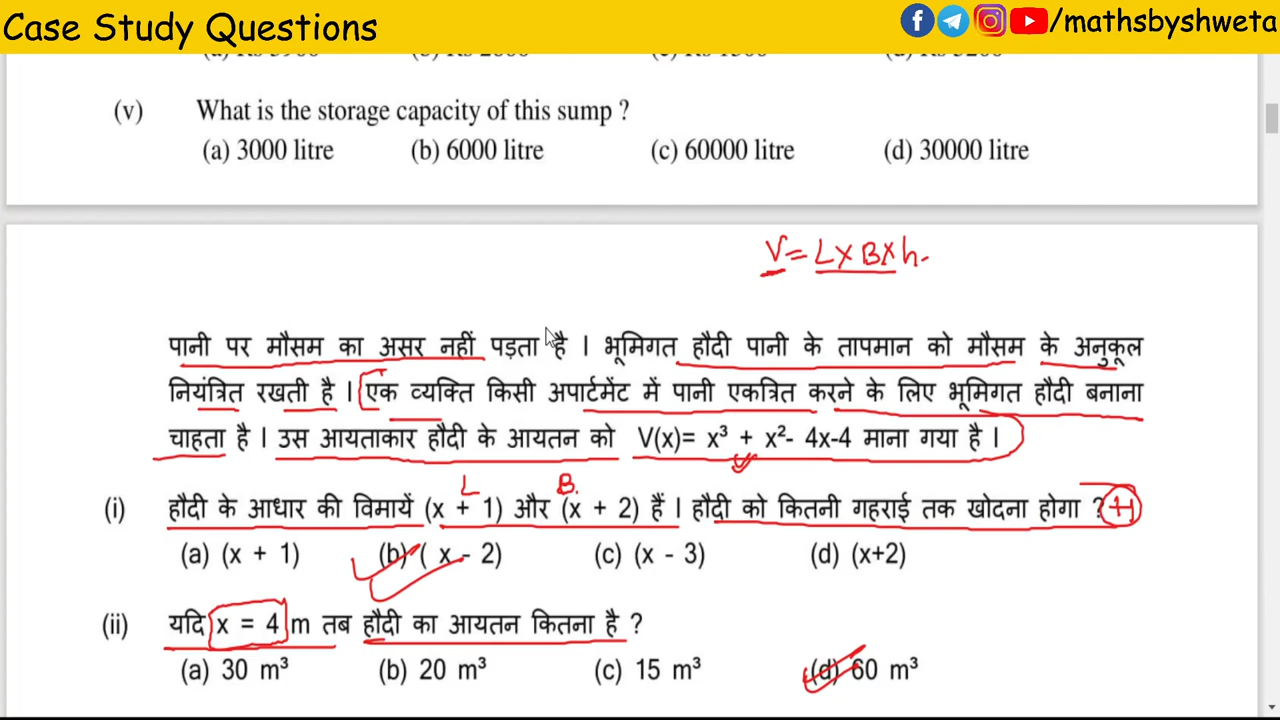 Case Study Questions
/mathsbyshweta
(v) What is the storage capacity of this sump ?
(a) 3000 litre (b) 6000 litre (c) 60000 litre (d) 30000 litre
V = L X B X h
पानी पर मौसम का असर नहीं पड़ता है । भूमिगत हौदी पानी के तापमान को मौसम के अनुकूल
नियंत्रित रखती है । एक व्यक्ति किसी अपार्टमेंट में पानी एकत्रित करने के लिए भूमिगत हौदी बनाना
चाहता है । उस आयताकार हौदी के आयतन को V(x)= x³ + x²- 4x-4 माना गया है ।
L B.
(i) हौदी के आधार की विमायें (x + 1) और (x + 2) हैं । हौदी को कितनी गहराई तक खोदना होगा ? H
(a) (x + 1) (b) ( x - 2) (c) (x - 3) (d) (x+2)
(ii) यदि x = 4 m तब हौदी का आयतन कितना है ?
(a) 30 m³ (b) 20 m³ (c) 15 m³ (d) 60 m³